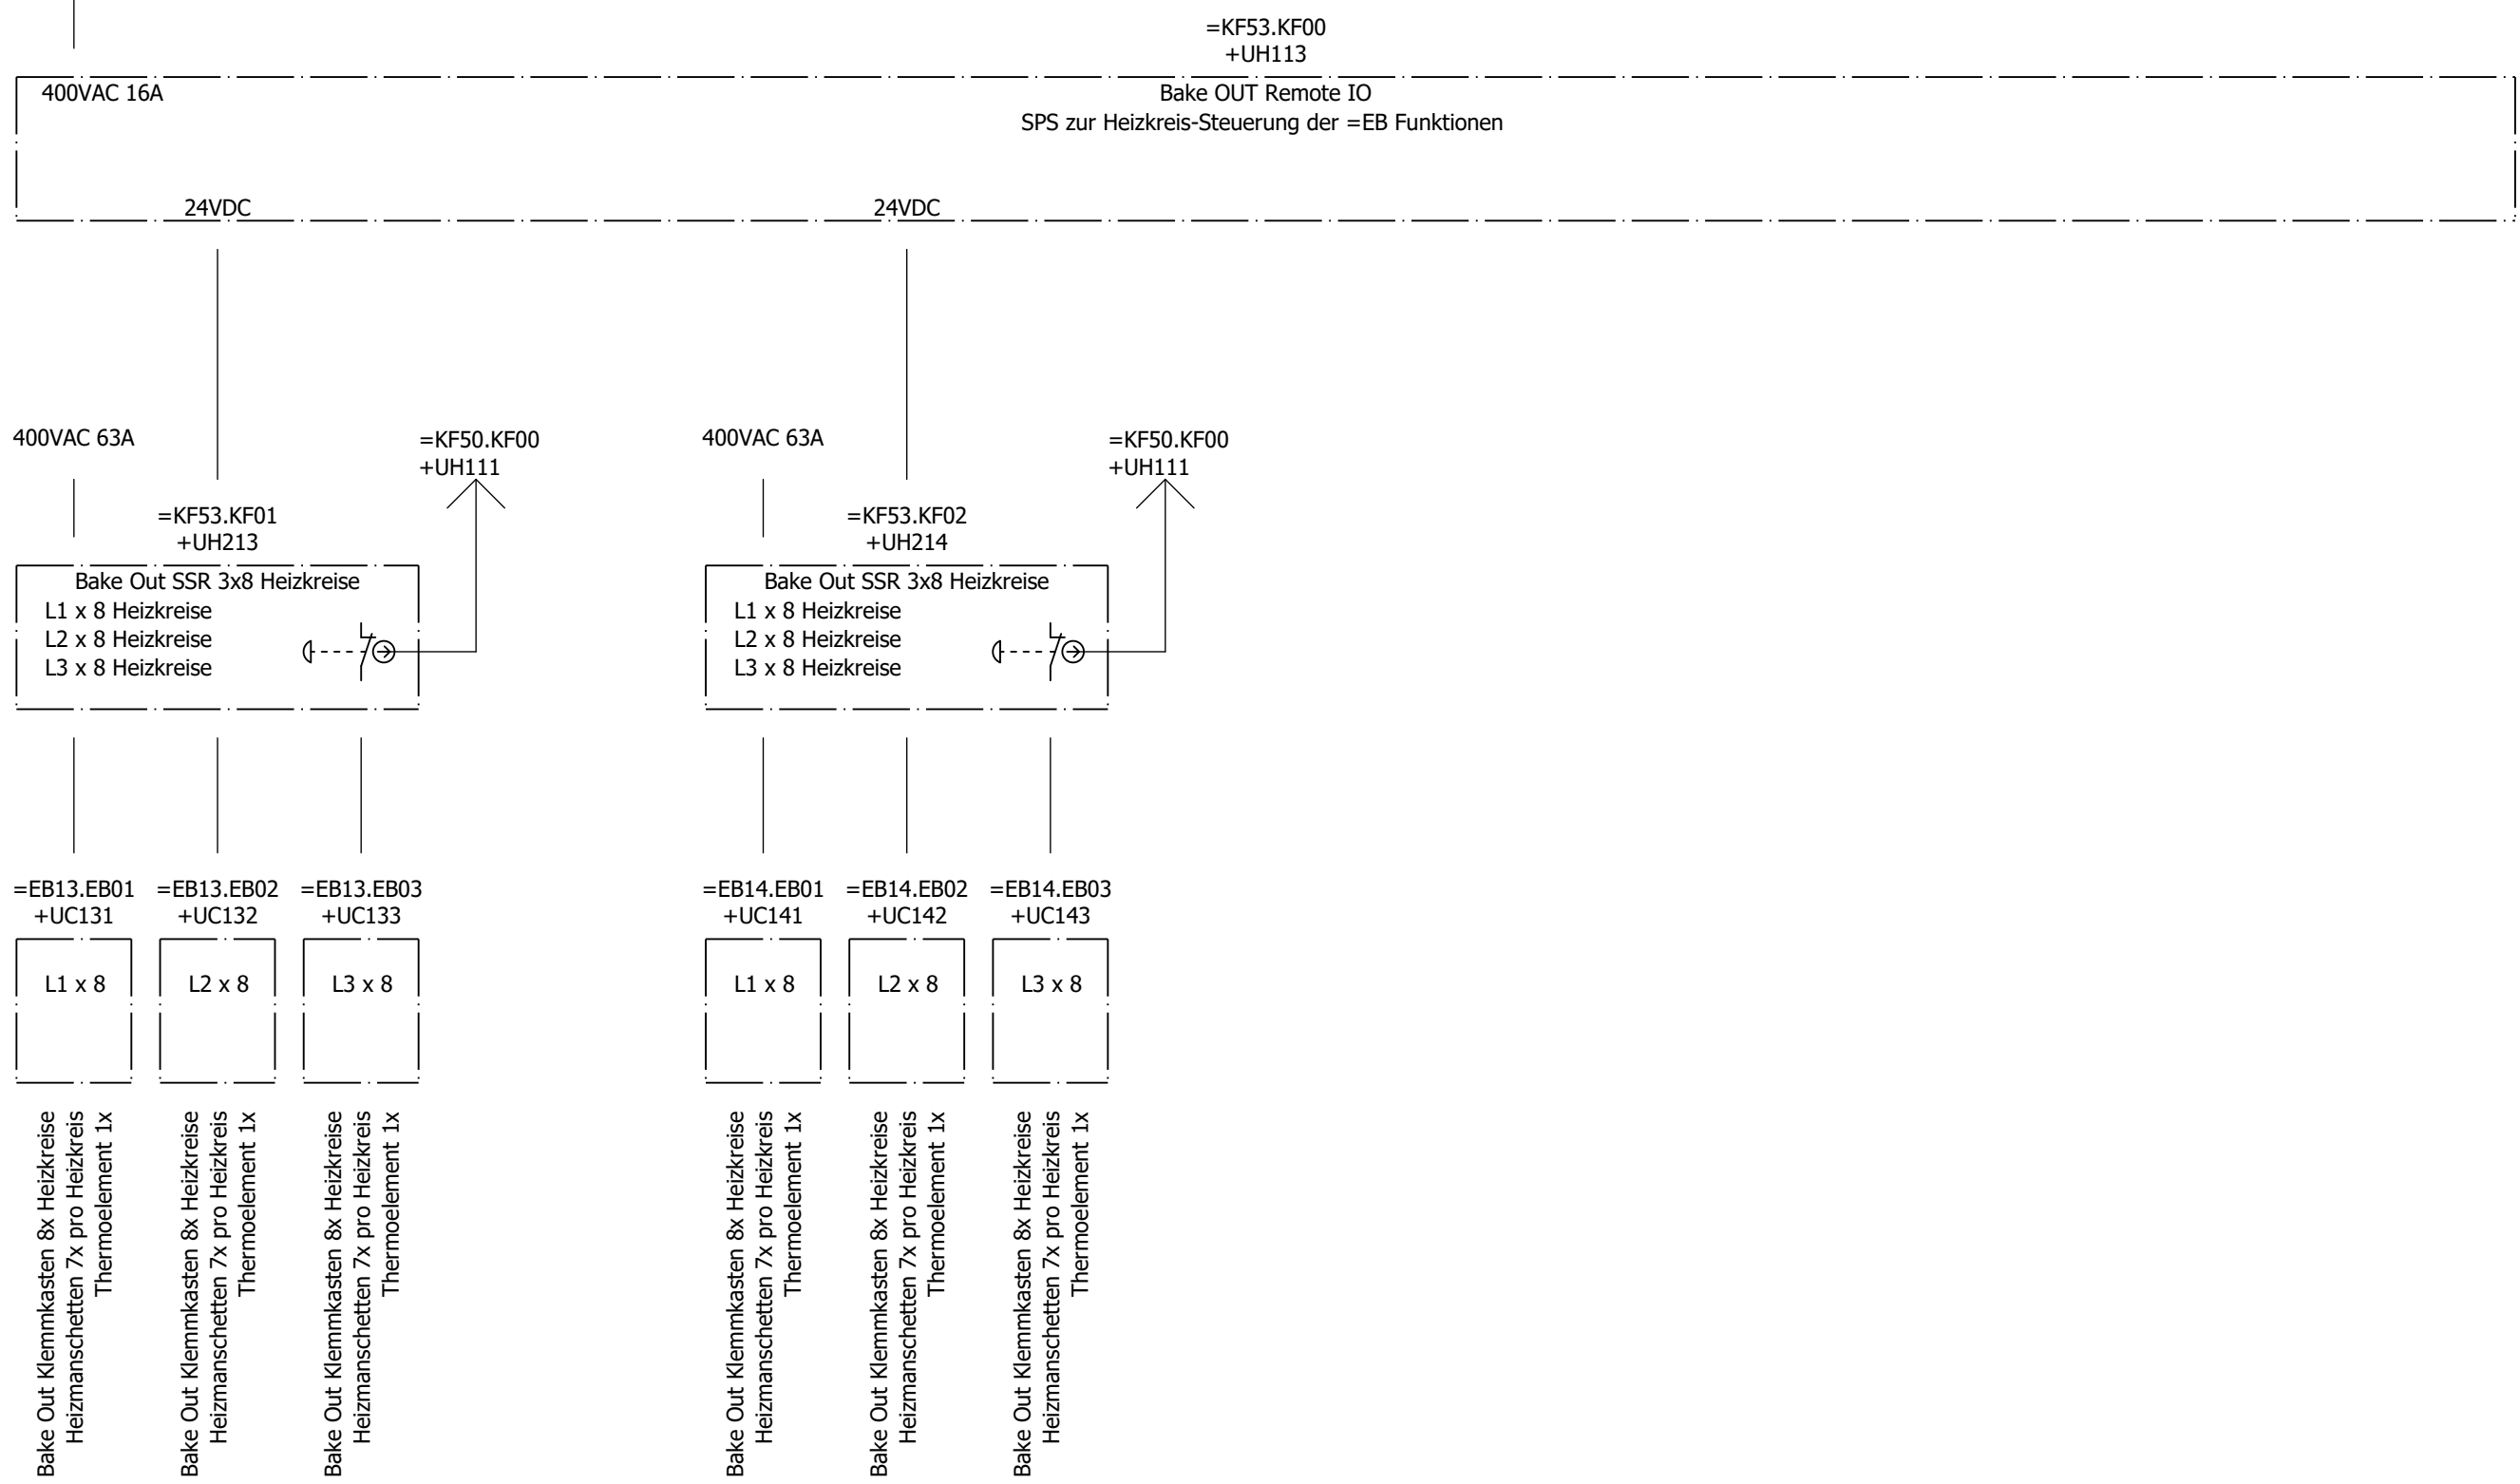 =KF53.KF00
+UH113
400VAC 16A
Bake OUT Remote IO
SPS zur Heizkreis-Steuerung der =EB Funktionen
24VDC
24VDC
400VAC 63A
=KF50.KF00
+UH111
=KF53.KF01
+UH213
Bake Out SSR 3x8 Heizkreise
L1 x 8 Heizkreise
L2 x 8 Heizkreise
L3 x 8 Heizkreise
400VAC 63A
=KF50.KF00
+UH111
=KF53.KF02
+UH214
Bake Out SSR 3x8 Heizkreise
L1 x 8 Heizkreise
L2 x 8 Heizkreise
L3 x 8 Heizkreise
=EB13.EB01
+UC131
L1 x 8
Bake Out Klemmkasten 8x Heizkreise
Heizmanschetten 7x pro Heizkreis
Thermoelement 1x
=EB13.EB02
+UC132
L2 x 8
Bake Out Klemmkasten 8x Heizkreise
Heizmanschetten 7x pro Heizkreis
Thermoelement 1x
=EB13.EB03
+UC133
L3 x 8
Bake Out Klemmkasten 8x Heizkreise
Heizmanschetten 7x pro Heizkreis
Thermoelement 1x
=EB14.EB01
+UC141
L1 x 8
Bake Out Klemmkasten 8x Heizkreise
Heizmanschetten 7x pro Heizkreis
Thermoelement 1x
=EB14.EB02
+UC142
L2 x 8
Bake Out Klemmkasten 8x Heizkreise
Heizmanschetten 7x pro Heizkreis
Thermoelement 1x
=EB14.EB03
+UC143
L3 x 8
Bake Out Klemmkasten 8x Heizkreise
Heizmanschetten 7x pro Heizkreis
Thermoelement 1x